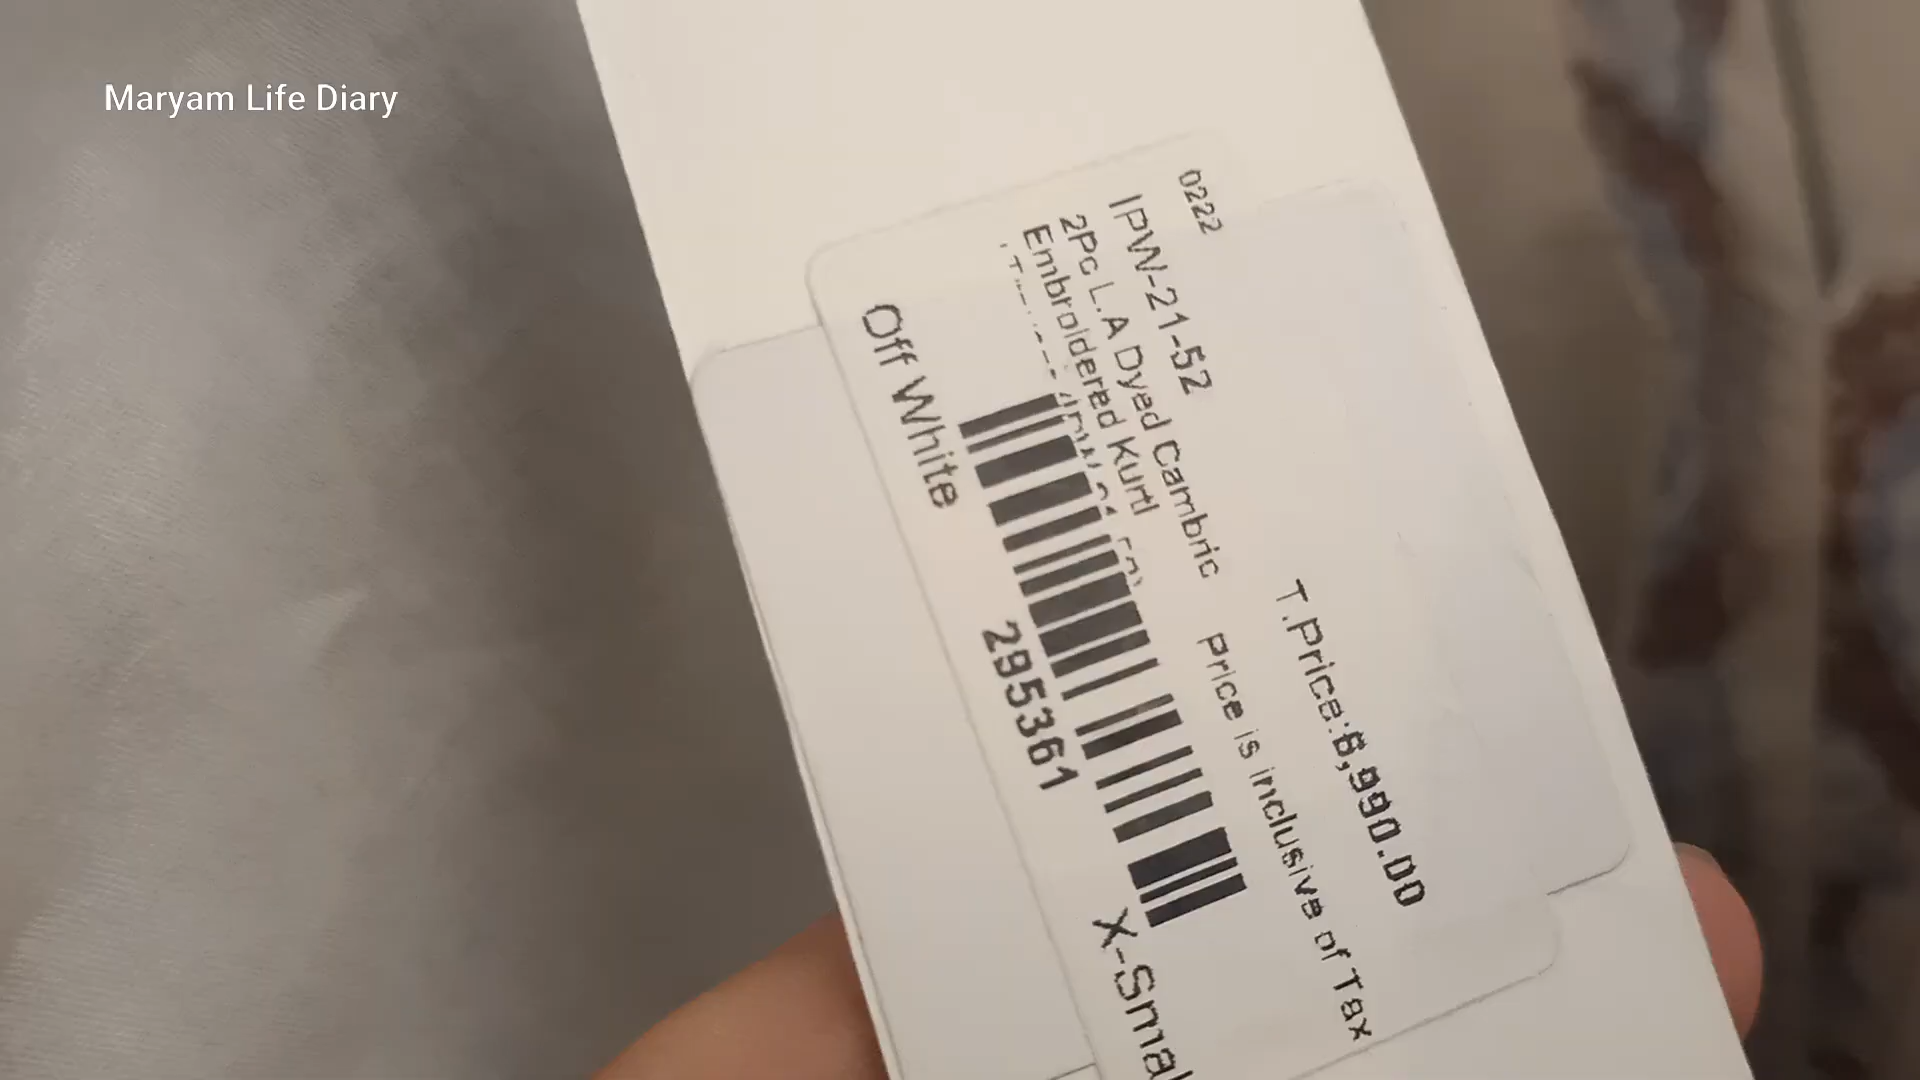 Maryam Life Diary
0222
IPW-21-52
2Pc L.A Dyed Cambric
Embroidered Kurti
T.Price:6,990.00
Price is inclusive of Tax
Off White
295361
X-Smal